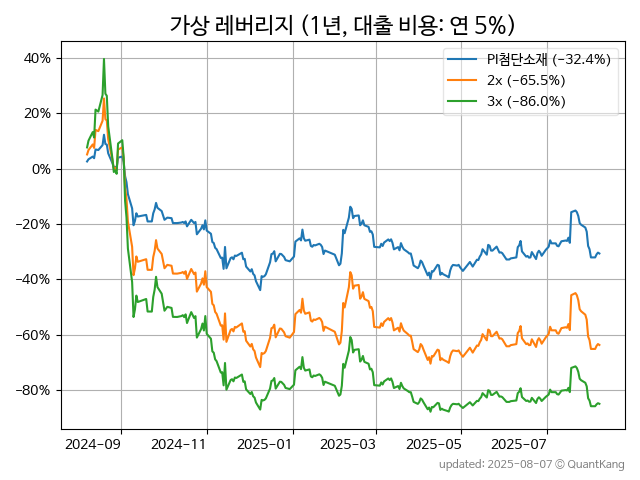 가상 레버리지 (1년, 대출 비용: 연 5%)
PI첨단소재 (-32.4%)
2x (-65.5%)
3x (-86.0%)
40%
20%
0%
-20%
-40%
-60%
-80%
2024-09
2024-11
2025-01
2025-03
2025-05
2025-07
updated: 2025-08-07 © QuantKang